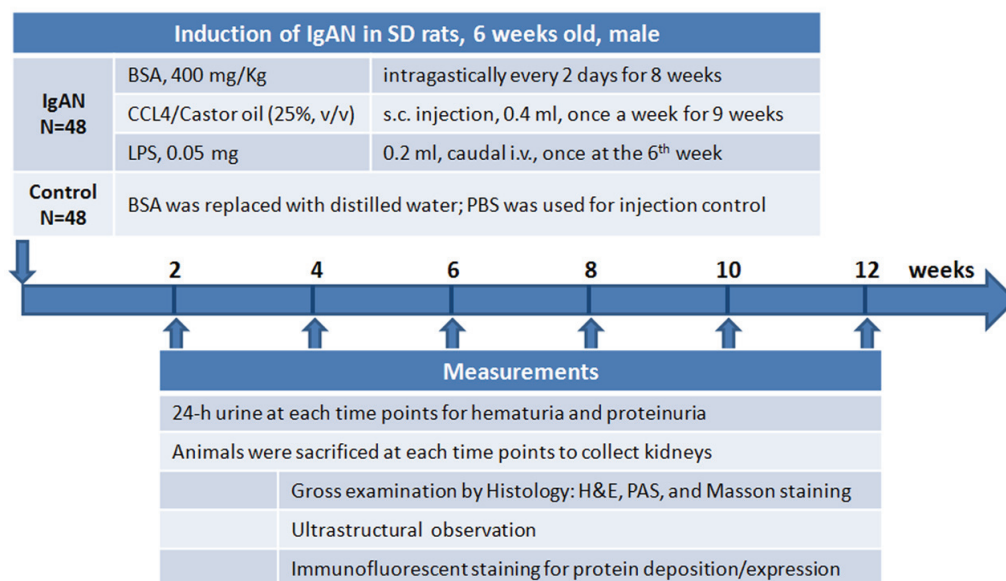 Induction of IgAN in SD rats, 6 weeks old, male
IgAN
N=48
BSA, 400 mg/Kg
intragastically every 2 days for 8 weeks
CCL4/Castor oil (25%, v/v)
s.c. injection, 0.4 ml, once a week for 9 weeks
LPS, 0.05 mg
0.2 ml, caudal i.v., once at the 6th week
Control
N=48
BSA was replaced with distilled water; PBS was used for injection control
2 4 6 8 10 12 weeks
Measurements
24-h urine at each time points for hematuria and proteinuria
Animals were sacrificed at each time points to collect kidneys
Gross examination by Histology: H&E, PAS, and Masson staining
Ultrastructural observation
Immunofluorescent staining for protein deposition/expression